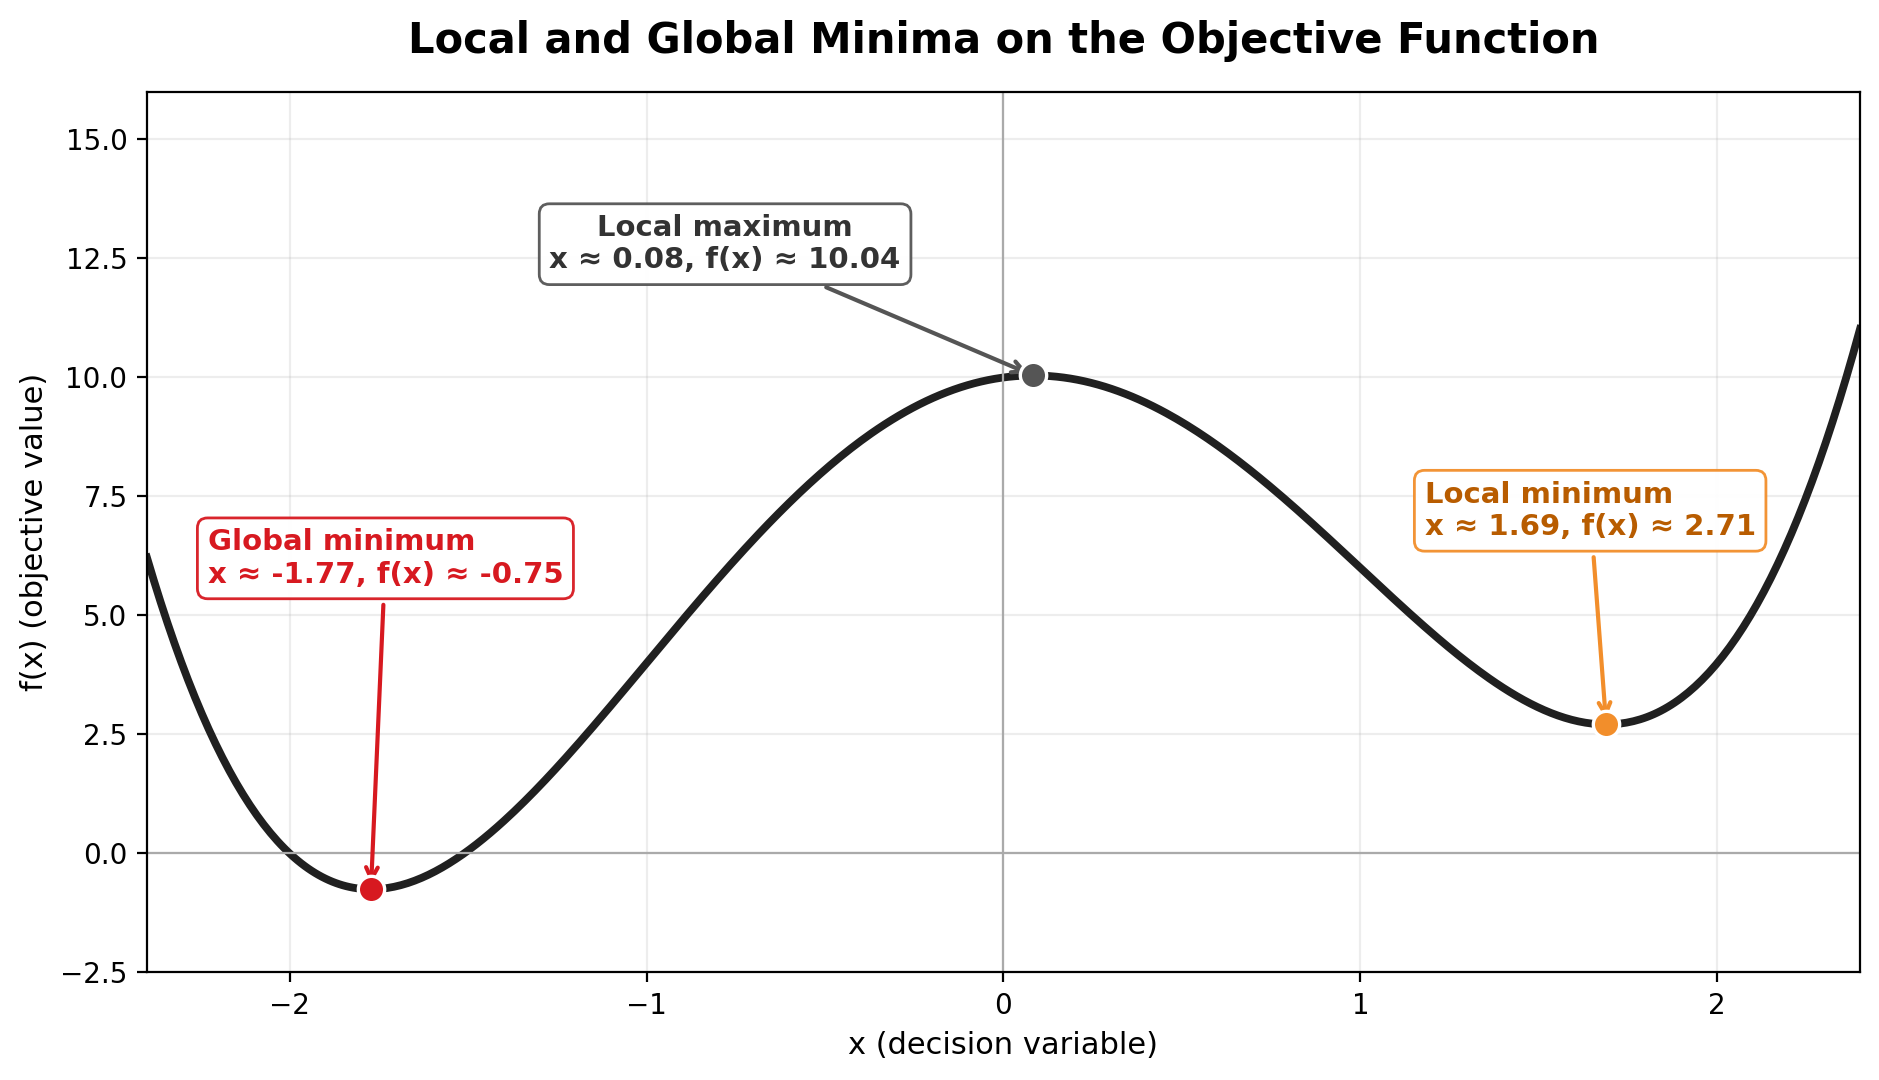 Local and Global Minima on the Objective Function
15.0
12.5
10.0
7.5
5.0
2.5
0.0
−2.5
f(x) (objective value)
Local maximum
x ≈ 0.08, f(x) ≈ 10.04
Local minimum
x ≈ 1.69, f(x) ≈ 2.71
Global minimum
x ≈ -1.77, f(x) ≈ -0.75
−2
−1
0
1
2
x (decision variable)